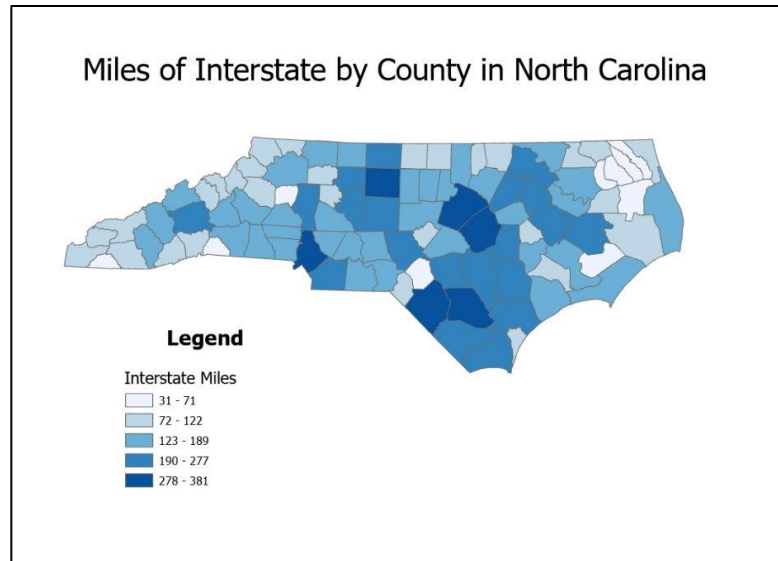 Miles of Interstate by County in North Carolina
Legend
Interstate Miles
31 - 71
72 - 122
123 - 189
190 - 277
278 - 381